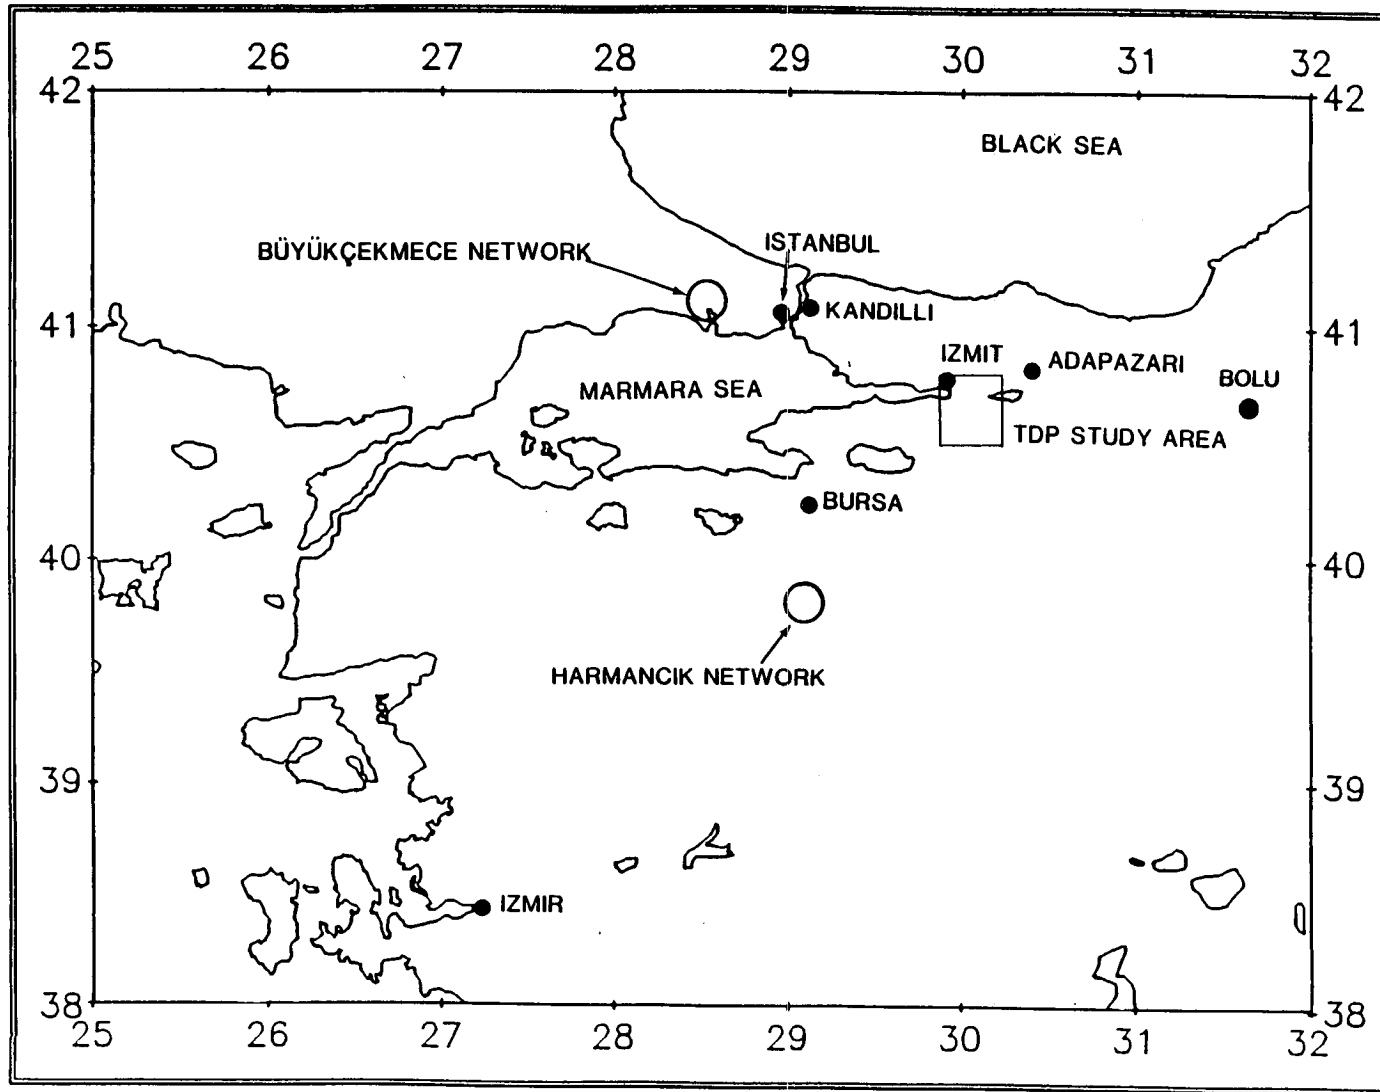 25 26 27 28 29 30 31 32
42 42
BLACK SEA
ISTANBUL
BÜYÜKÇEKMECE NETWORK
KANDILLI
41 41
IZMIT
ADAPAZARI
BOLU
MARMARA SEA
TDP STUDY AREA
BURSA
40 40
HARMANCIK NETWORK
39 39
IZMIR
38 38
25 26 27 28 29 30 31 32